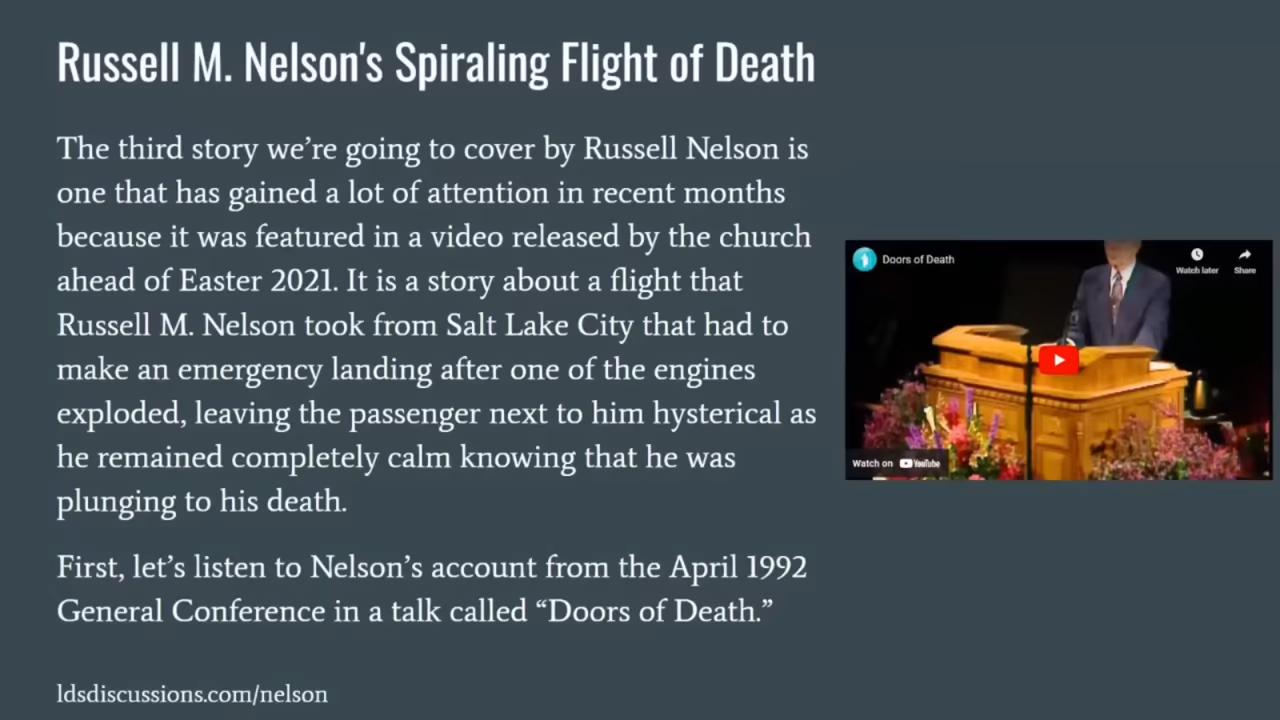 Russell M. Nelson's Spiraling Flight of Death
The third story we're going to cover by Russell Nelson is
one that has gained a lot of attention in recent months
because it was featured in a video released by the church
ahead of Easter 2021. It is a story about a flight that
Russell M. Nelson took from Salt Lake City that had to
make an emergency landing after one of the engines
exploded, leaving the passenger next to him hysterical as
he remained completely calm knowing that he was
plunging to his death.
First, let's listen to Nelson's account from the April 1992
General Conference in a talk called “Doors of Death.”
ldsdiscussions.com/nelson
Doors of Death
Watch later
Share
Watch on YouTube